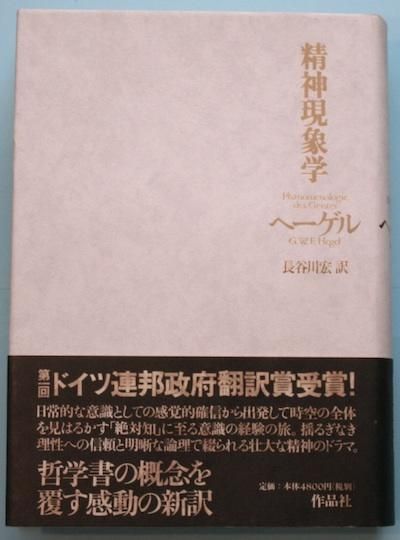 精神現象学
Phänomenologie
des Geistes
ヘーゲル
G.W.F.Hegel
長谷川宏 訳
第一回ドイツ連邦政府翻訳賞受賞!
日常的な意識としての感覚的確信から出発して時空の全体
を見はるかす「絶対知」に至る意識の経験の旅。揺るぎなき
理性への信頼と明晰な論理で綴られる壮大な精神のドラマ。
哲学書の概念を
覆す感動の新訳
定価:本体4800円(税別)
作品社